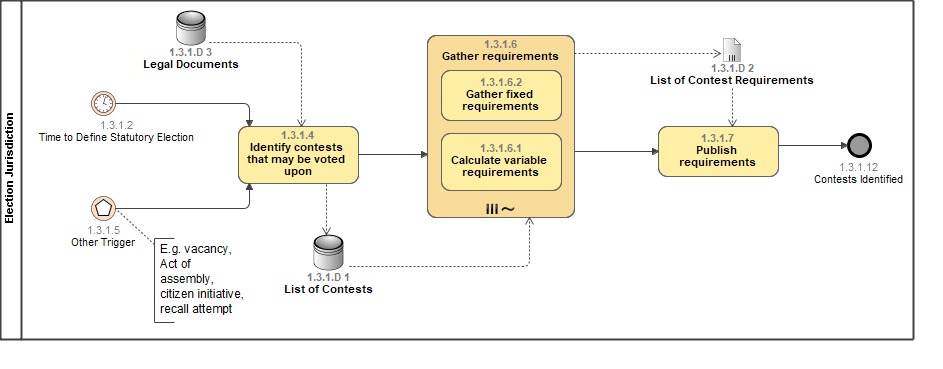 Election Jurisdiction
1.3.1.D 3
Legal Documents
1.3.1.2
Time to Define Statutory Election
1.3.1.5
Other Trigger
E.g. vacancy,
Act of
assembly,
citizen initiative,
recall attempt
1.3.1.4
Identify contests
that may be voted
upon
1.3.1.D 1
List of Contests
1.3.1.6
Gather requirements
1.3.1.6.2
Gather fixed
requirements
1.3.1.6.1
Calculate variable
requirements
1.3.1.D 2
List of Contest Requirements
1.3.1.7
Publish
requirements
1.3.1.12
Contests Identified